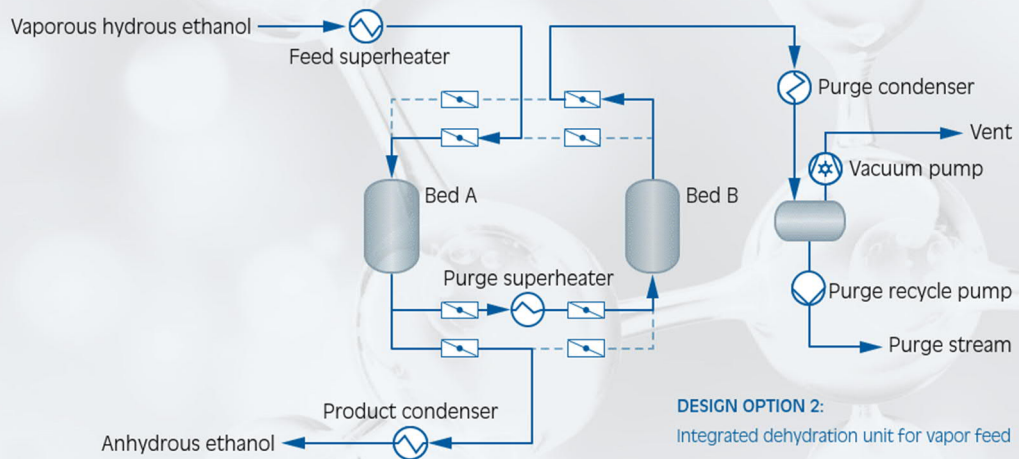 Vaporous hydrous ethanol
Feed superheater
Purge condenser
Vent
Vacuum pump
Bed A
Bed B
Purge superheater
Purge recycle pump
Purge stream
Product condenser
Anhydrous ethanol
DESIGN OPTION 2:
Integrated dehydration unit for vapor feed